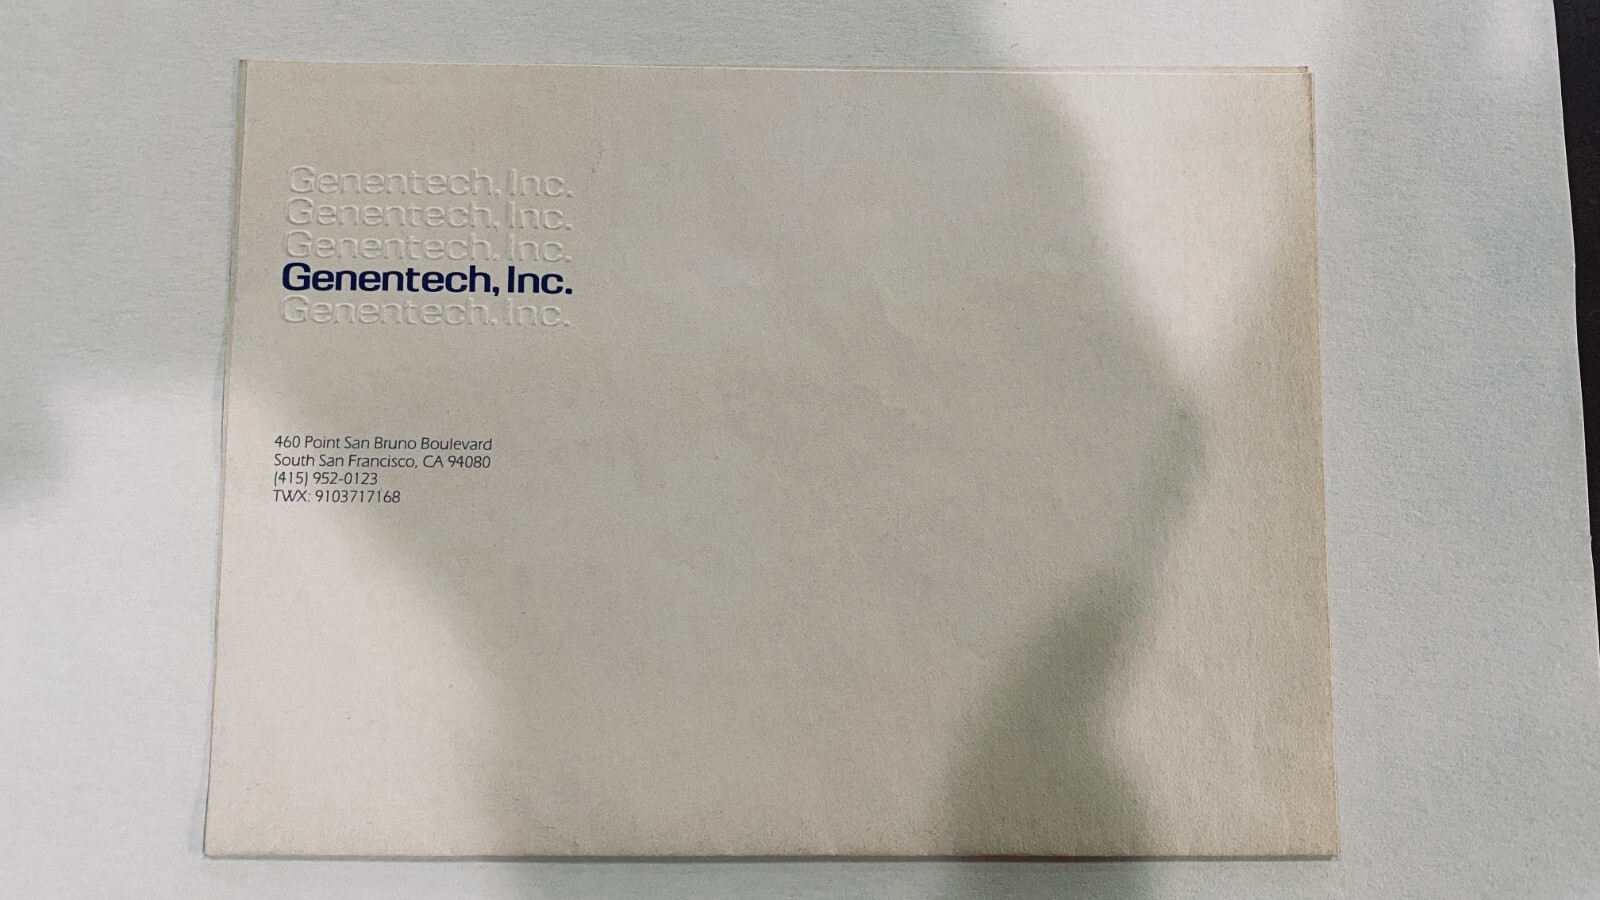 Genentech, Inc.
Genentech, Inc.
Genentech, Inc.
Genentech, Inc.
Genentech, Inc.
460 Point San Bruno Boulevard
South San Francisco, CA 94080
(415) 952-0123
TWX: 9103717168